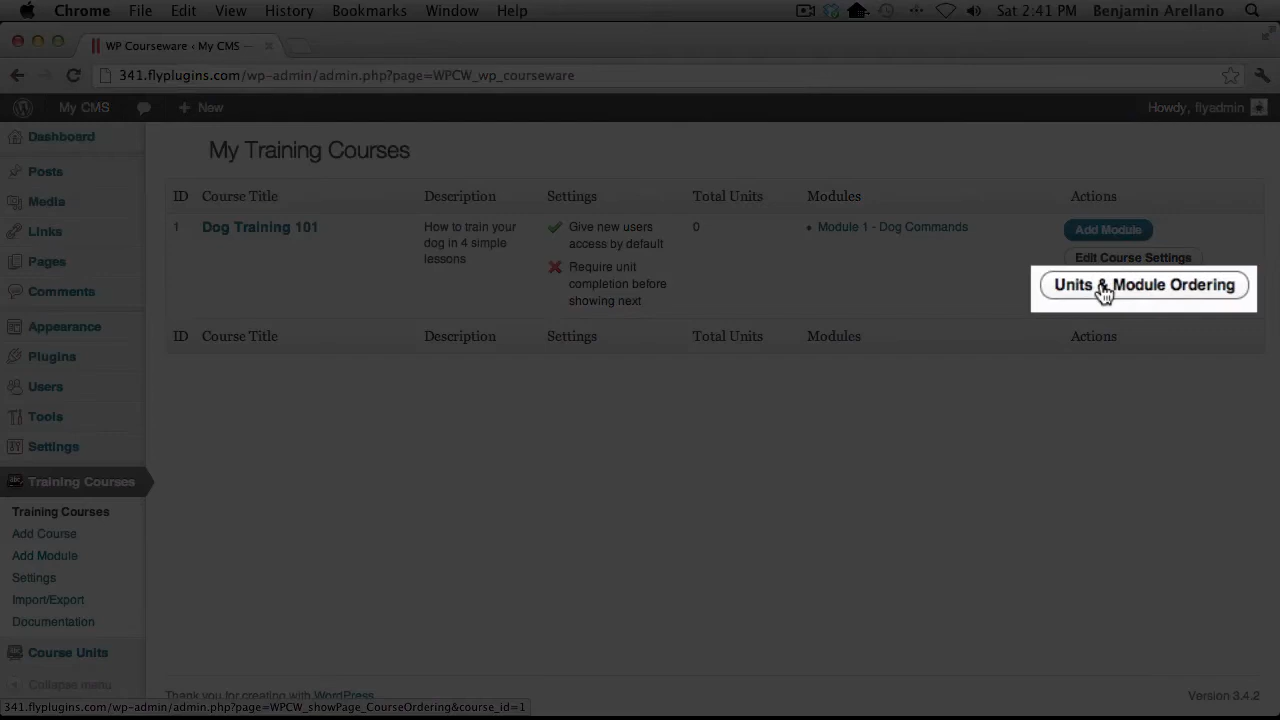 Chrome File Edit View History Bookmarks Window Help Sat 2:41 PM Benjamin Arellano
WP Courseware ‹ My CMS —
341.flyplugins.com/wp-admin/admin.php?page=WPCW_wp_courseware
My CMS New Howdy, flyadmin
Dashboard
Posts
Media
Links
Pages
Comments
Appearance
Plugins
Users
Tools
Settings
Training Courses
Training Courses
Add Course
Add Module
Settings
Import/Export
Documentation
Course Units
Collapse menu
My Training Courses
ID Course Title Description Settings Total Units Modules Actions
1 Dog Training 101 How to train your Give new users 0 • Module 1 - Dog Commands Add Module
dog in 4 simple access by default
lessons Edit Course Settings
Require unit
completion before
showing next
Units & Module Ordering
ID Course Title Description Settings Total Units Modules Actions
Thank you for creating with WordPress. Version 3.4.2
341.flyplugins.com/wp-admin/admin.php?page=WPCW_showPage_CourseOrdering&course_id=1